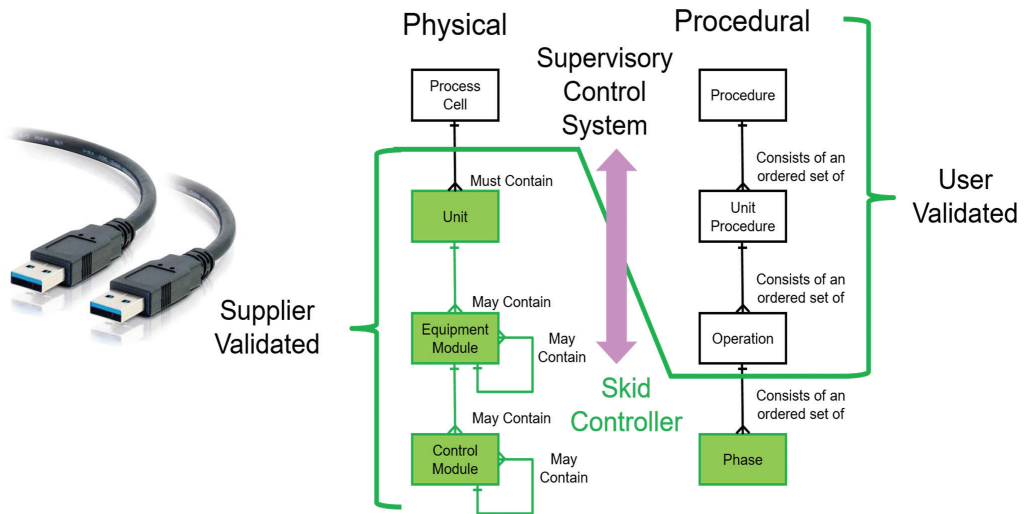 Physical
Procedural
Supervisory
Control
System
Process
Cell
Procedure
Must Contain
Consists of an
ordered set of
Unit
Unit
Procedure
User
Validated
May Contain
Consists of an
ordered set of
Supplier
Validated
Equipment
Module
May
Contain
Operation
Skid
Controller
May Contain
Consists of an
ordered set of
Control
Module
May
Contain
Phase